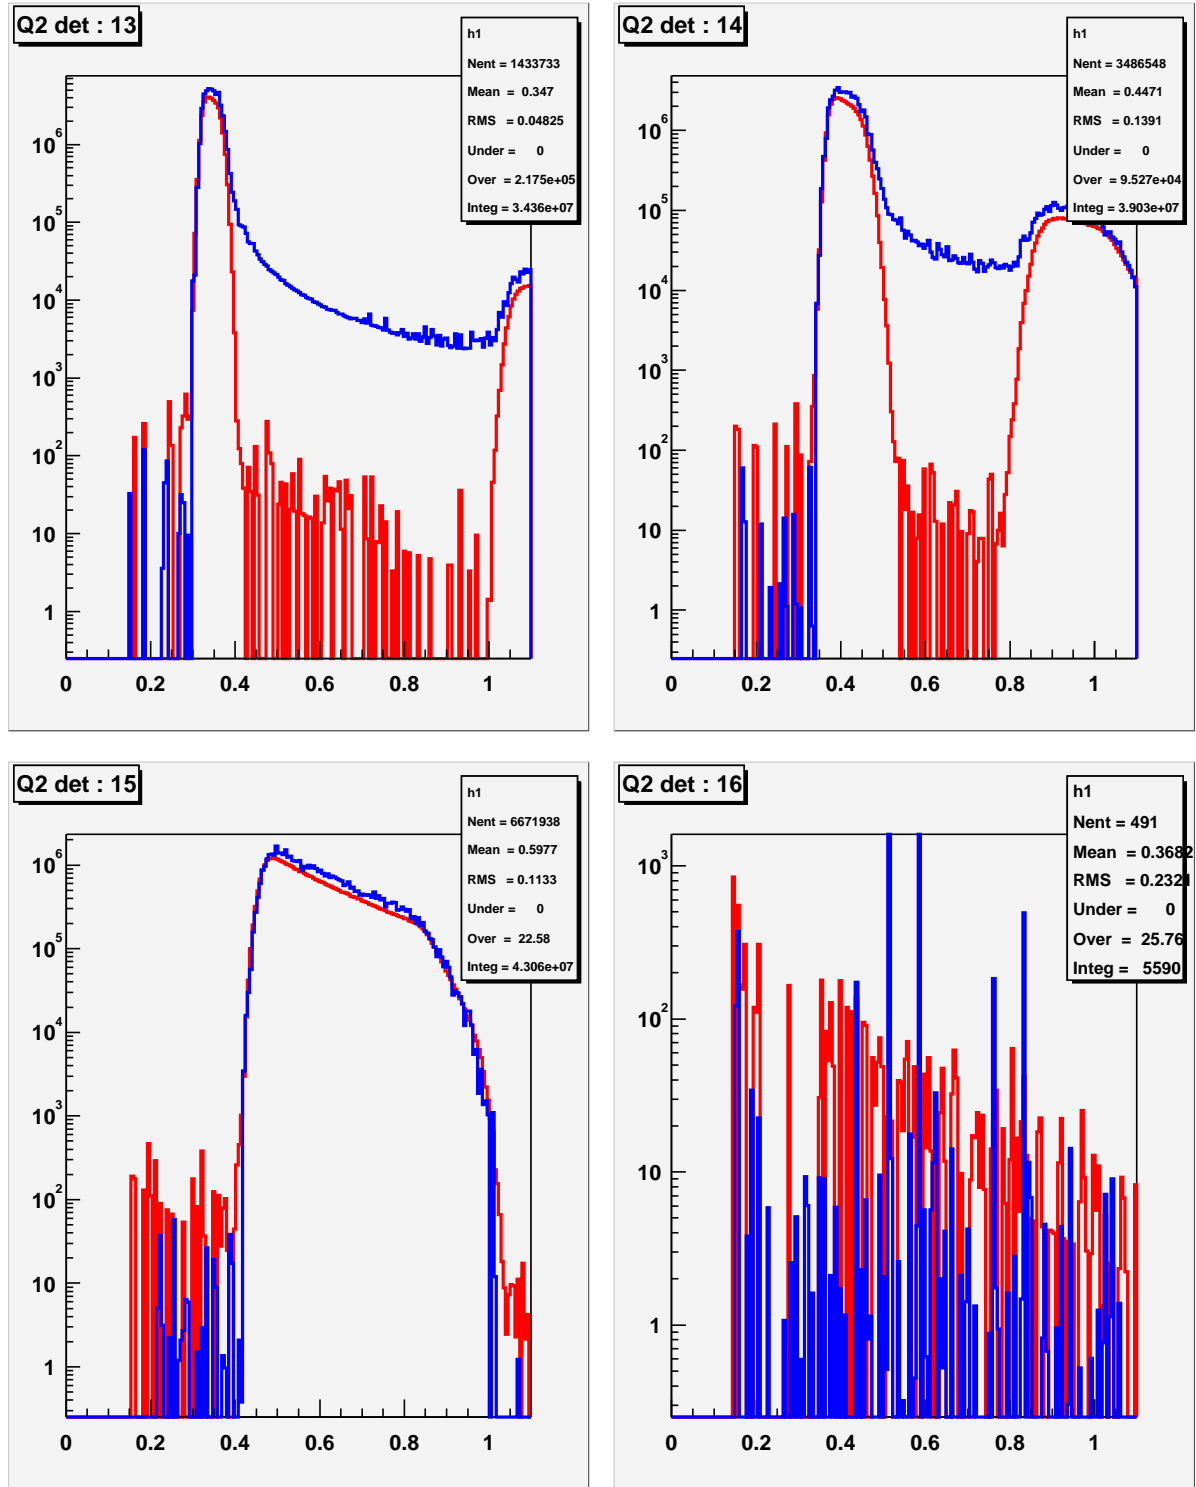 Q2 det : 13
h1
Nent = 1433733
Mean = 0.347
RMS = 0.04825
Under = 0
Over = 2.175e+05
Integ = 3.436e+07
10^6
10^5
10^4
10^3
10^2
10
1
0 0.2 0.4 0.6 0.8 1
Q2 det : 14
h1
Nent = 3486548
Mean = 0.4471
RMS = 0.1391
Under = 0
Over = 9.527e+04
Integ = 3.903e+07
10^6
10^5
10^4
10^3
10^2
10
1
0 0.2 0.4 0.6 0.8 1
Q2 det : 15
h1
Nent = 6671938
Mean = 0.5977
RMS = 0.1133
Under = 0
Over = 22.58
Integ = 4.306e+07
10^6
10^5
10^4
10^3
10^2
10
1
0 0.2 0.4 0.6 0.8 1
Q2 det : 16
h1
Nent = 491
Mean = 0.3682
RMS = 0.2321
Under = 0
Over = 25.76
Integ = 5590
10^3
10^2
10
1
0 0.2 0.4 0.6 0.8 1